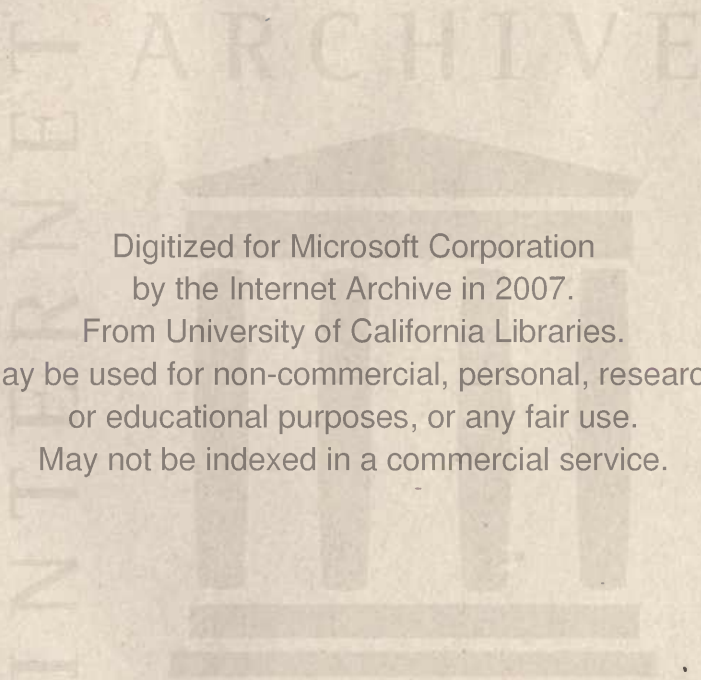 ARCHIVE
INTERNET
Digitized for Microsoft Corporation
by the Internet Archive in 2007.
From University of California Libraries.
ay be used for non-commercial, personal, researc
or educational purposes, or any fair use.
May not be indexed in a commercial service.